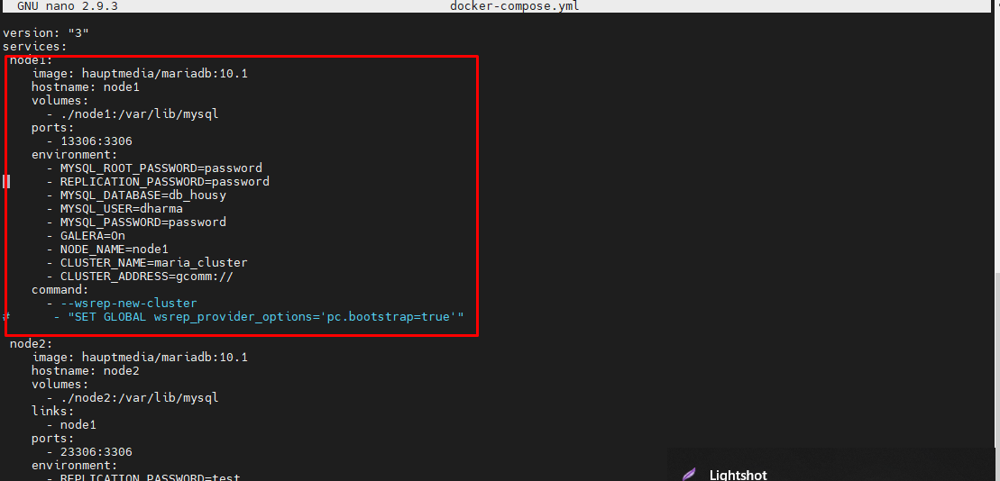 GNU nano 2.9.3 docker-compose.yml
version: "3"
services:
node1:
image: hauptmedia/mariadb:10.1
hostname: node1
volumes:
- ./node1:/var/lib/mysql
ports:
- 13306:3306
environment:
- MYSQL_ROOT_PASSWORD=password
- REPLICATION_PASSWORD=password
- MYSQL_DATABASE=db_housy
- MYSQL_USER=dharma
- MYSQL_PASSWORD=password
- GALERA=On
- NODE_NAME=node1
- CLUSTER_NAME=maria_cluster
- CLUSTER_ADDRESS=gcomm://
command:
- --wsrep-new-cluster
# - "SET GLOBAL wsrep_provider_options='pc.bootstrap=true'"
node2:
image: hauptmedia/mariadb:10.1
hostname: node2
volumes:
- ./node2:/var/lib/mysql
links:
- node1
ports:
- 23306:3306
environment:
- REPLICATION_PASSWORD=test
Lightshot